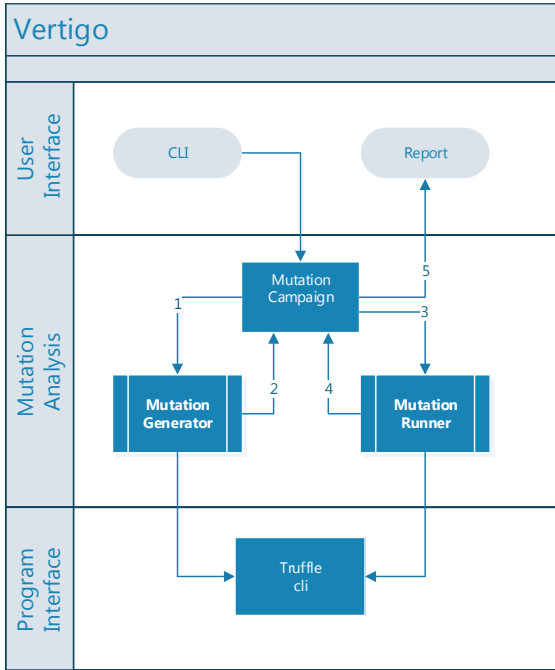 Vertigo
User
Interface
CLI
Report
Mutation
Analysis
Mutation
Campaign
5
1
3
2
4
Mutation
Generator
Mutation
Runner
Program
Interface
Truffle
cli